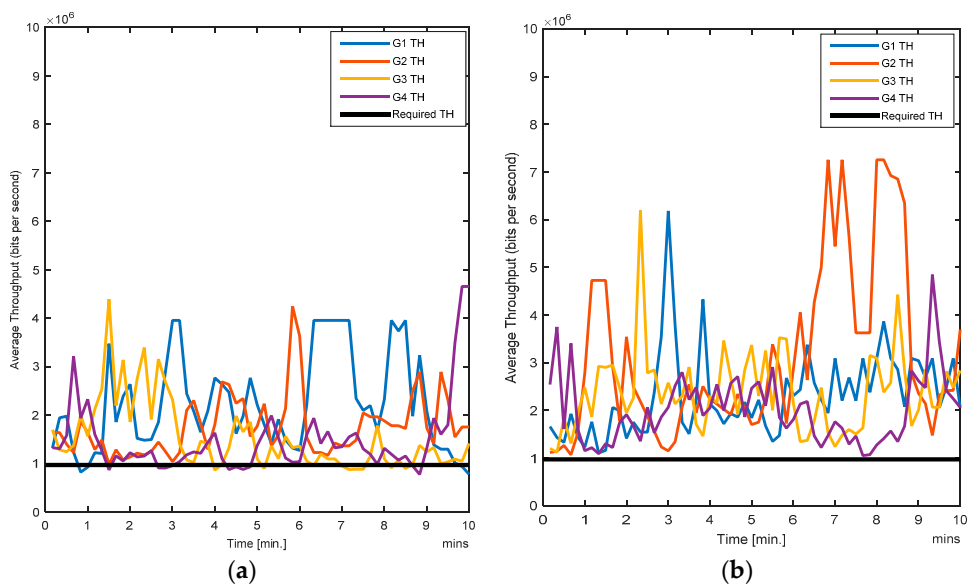 ×10⁶
10
9
8
7
6
5
4
3
2
1
0
Average Throughput (bits per second)
G1 TH
G2 TH
G3 TH
G4 TH
Required TH
0 1 2 3 4 5 6 7 8 9 10
Time [min.]
mins
(a)
×10⁶
10
9
8
7
6
5
4
3
2
1
0
Average Throughput (bits per second)
G1 TH
G2 TH
G3 TH
G4 TH
Required TH
0 1 2 3 4 5 6 7 8 9 10
Time [min.]
mins
(b)